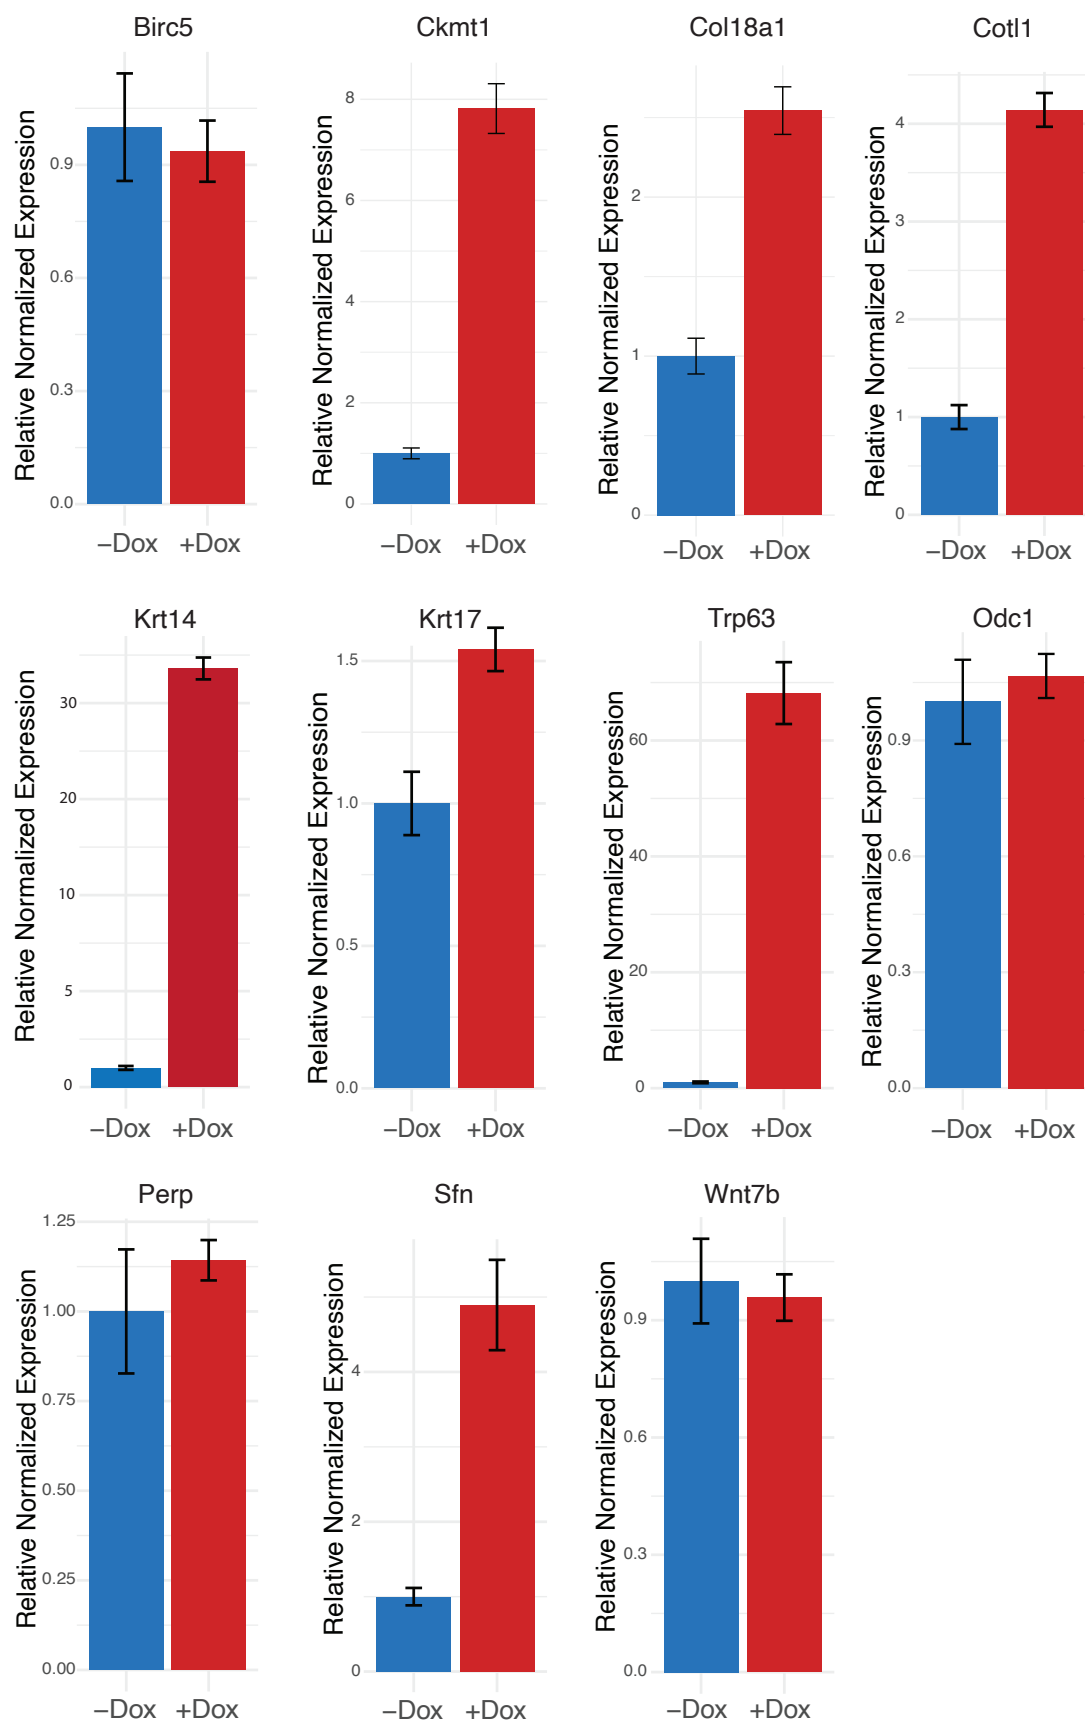 Birc5
Relative Normalized Expression
0.9
0.6
0.3
0.0
–Dox +Dox
Ckmt1
Relative Normalized Expression
8
6
4
2
0
–Dox +Dox
Col18a1
Relative Normalized Expression
2
1
0
–Dox +Dox
Cotl1
Relative Normalized Expression
4
3
2
1
0
–Dox +Dox
Krt14
Relative Normalized Expression
30
20
10
5
0
–Dox +Dox
Krt17
Relative Normalized Expression
1.5
1.0
0.5
0.0
–Dox +Dox
Trp63
Relative Normalized Expression
60
40
20
0
–Dox +Dox
Odc1
Relative Normalized Expression
0.9
0.6
0.3
0.0
–Dox +Dox
Perp
Relative Normalized Expression
1.25
1.00
0.75
0.50
0.25
0.00
–Dox +Dox
Sfn
Relative Normalized Expression
4
2
0
–Dox +Dox
Wnt7b
Relative Normalized Expression
0.9
0.6
0.3
0.0
–Dox +Dox